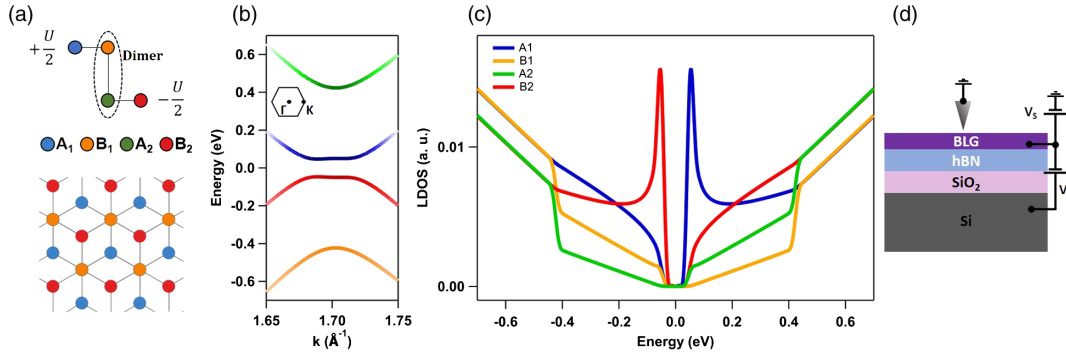 (a)
+U/2
Dimer
-U/2
A1 B1 A2 B2
(b)
Energy (eV)
0.6
0.4
0.2
0.0
-0.2
-0.4
-0.6
Γ K
1.65 1.70 1.75
k (Å-1)
(c)
LDOS (a. u.)
0.01
0.00
A1
B1
A2
B2
-0.6 -0.4 -0.2 0.0 0.2 0.4 0.6
Energy (eV)
(d)
Vs
BLG
hBN
SiO2
Si
V